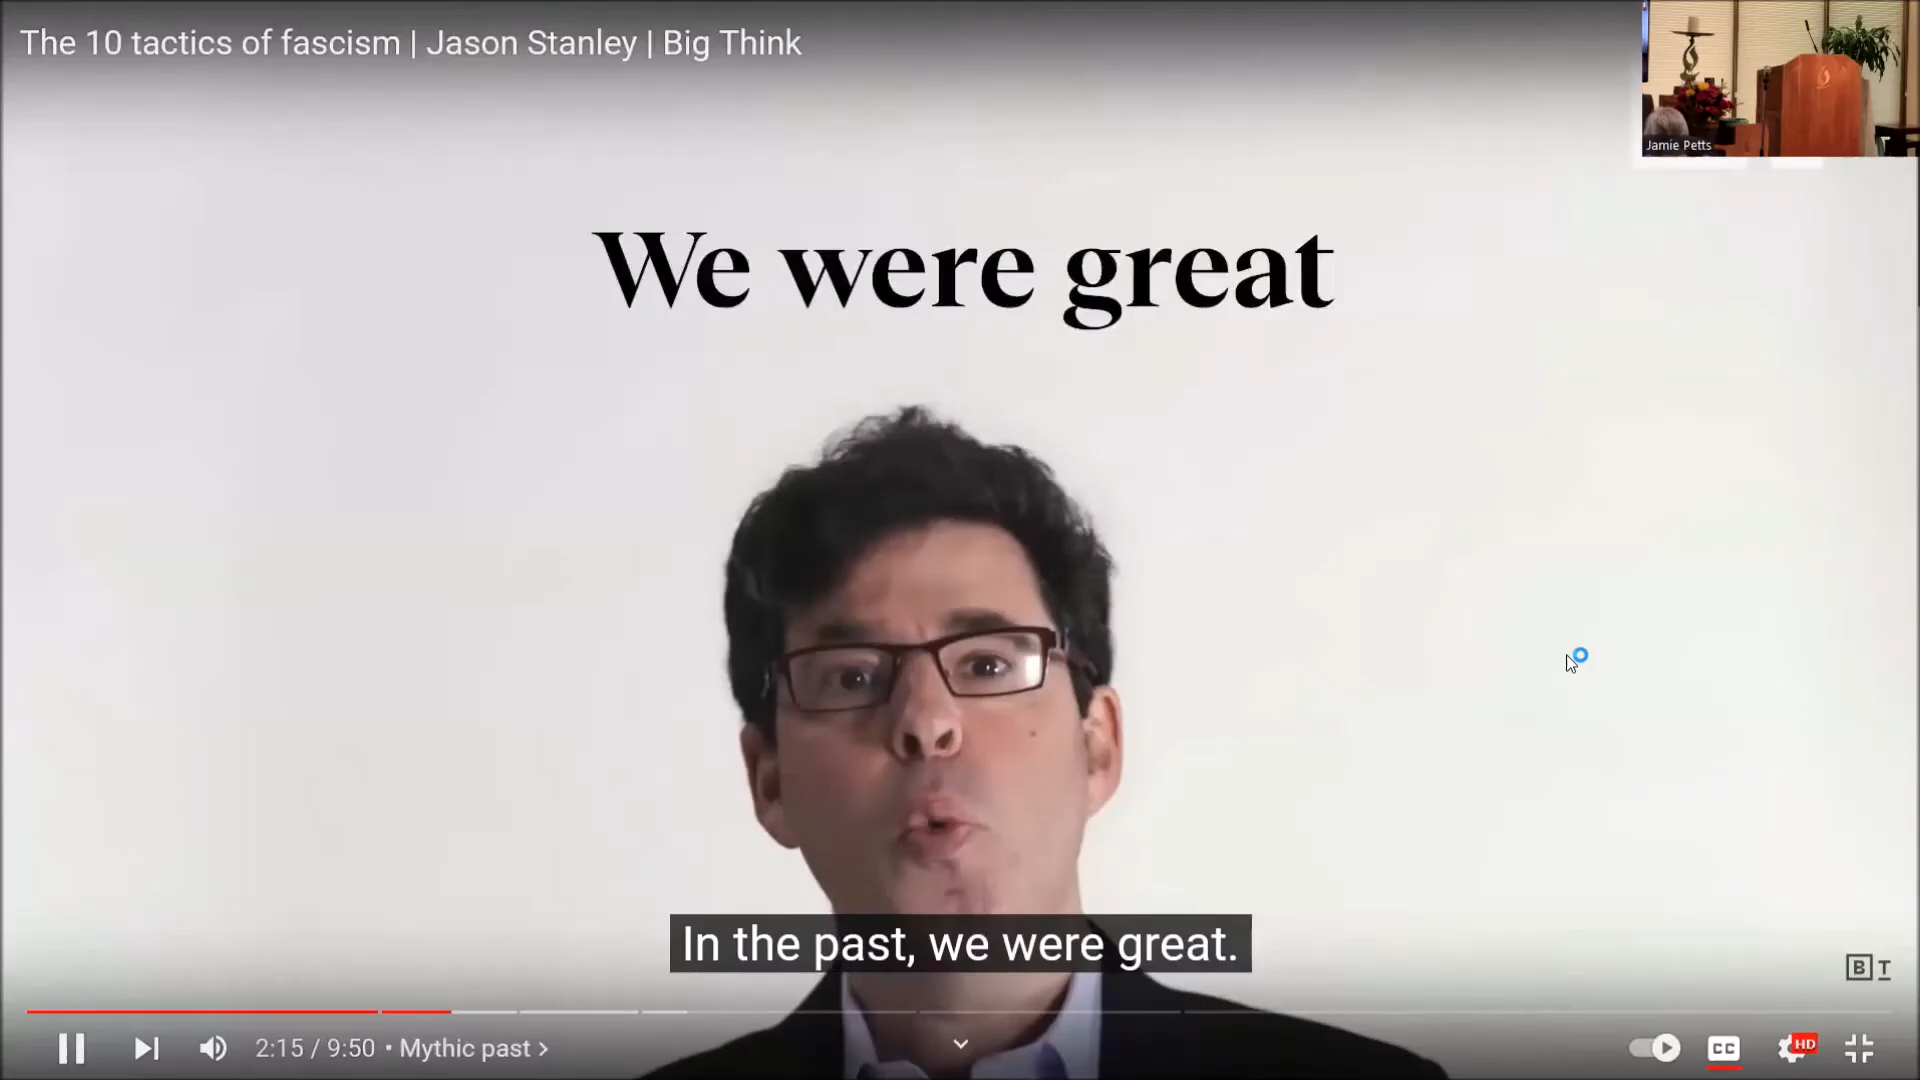 The 10 tactics of fascism | Jason Stanley | Big Think
Jamie Petts
We were great
In the past, we were great.
B T
2:15 / 9:50 • Mythic past >
CC
HD